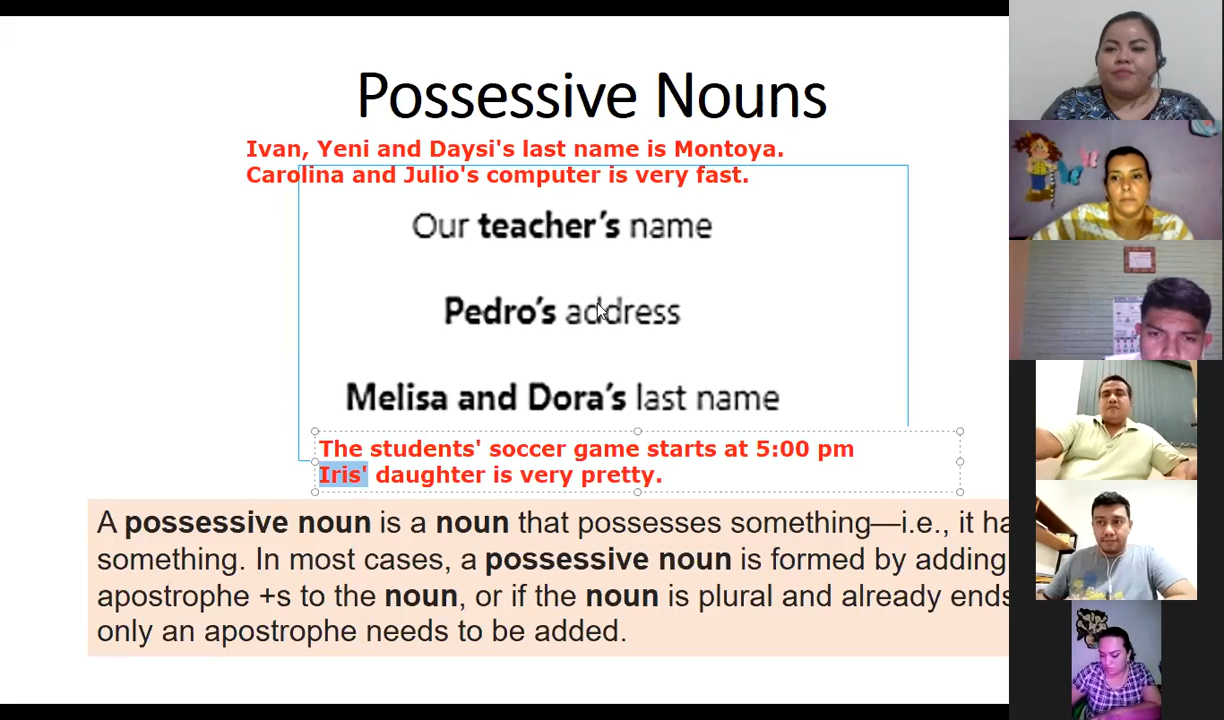 Possessive Nouns
Ivan, Yeni and Daysi's last name is Montoya.
Carolina and Julio's computer is very fast.
Our teacher's name
Pedro's address
Melisa and Dora's last name
The students' soccer game starts at 5:00 pm
Iris' daughter is very pretty.
A possessive noun is a noun that possesses something—i.e., it
something. In most cases, a possessive noun is formed by adding
apostrophe +s to the noun, or if the noun is plural and already ends
only an apostrophe needs to be added.